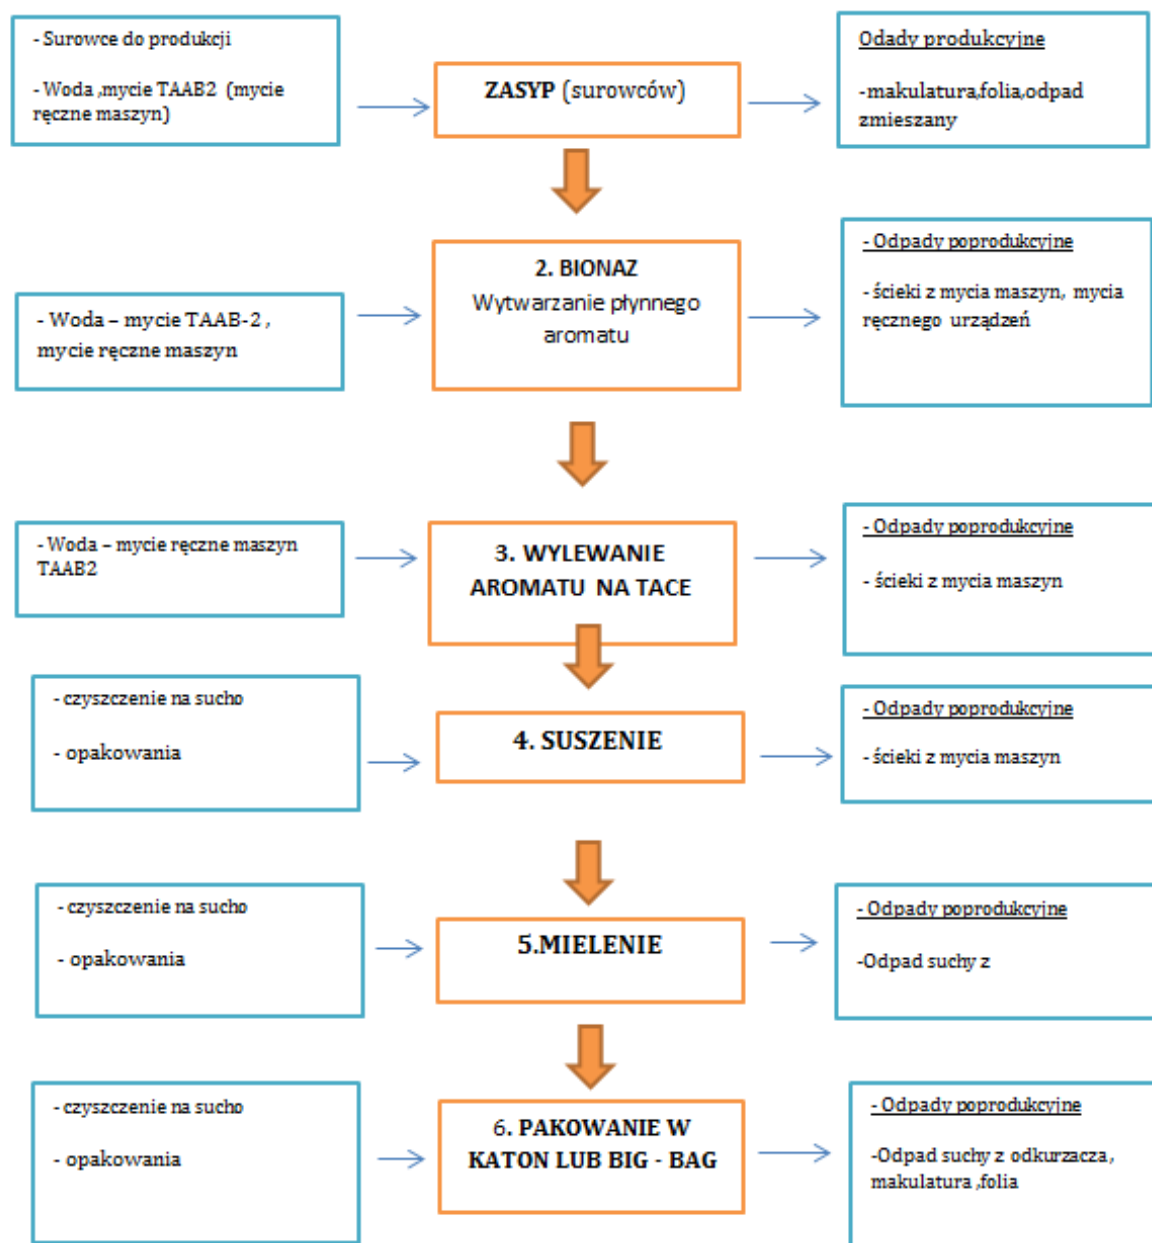 - Surowce do produkcji
- Woda ,mycie TAAB2 (mycie
ręczne maszyn)
ZASYP (surowców)
Odady produkcyjne
-makulatura,folia,odpad
zmieszany
- Woda – mycie TAAB-2 ,
mycie ręczne maszyn
2. BIONAZ
Wytwarzanie płynnego
aromatu
- Odpady poprodukcyjne
- ścieki z mycia maszyn, mycia
ręcznego urządzeń
- Woda – mycie ręczne maszyn
TAAB2
3. WYLEWANIE
AROMATU NA TACE
- Odpady poprodukcyjne
- ścieki z mycia maszyn
- czyszczenie na sucho
- opakowania
4. SUSZENIE
- Odpady poprodukcyjne
- ścieki z mycia maszyn
- czyszczenie na sucho
- opakowania
5.MIELENIE
- Odpady poprodukcyjne
-Odpad suchy z
- czyszczenie na sucho
- opakowania
6. PAKOWANIE W
KATON LUB BIG - BAG
- Odpady poprodukcyjne
-Odpad suchy z odkurzacza,
makulatura ,folia